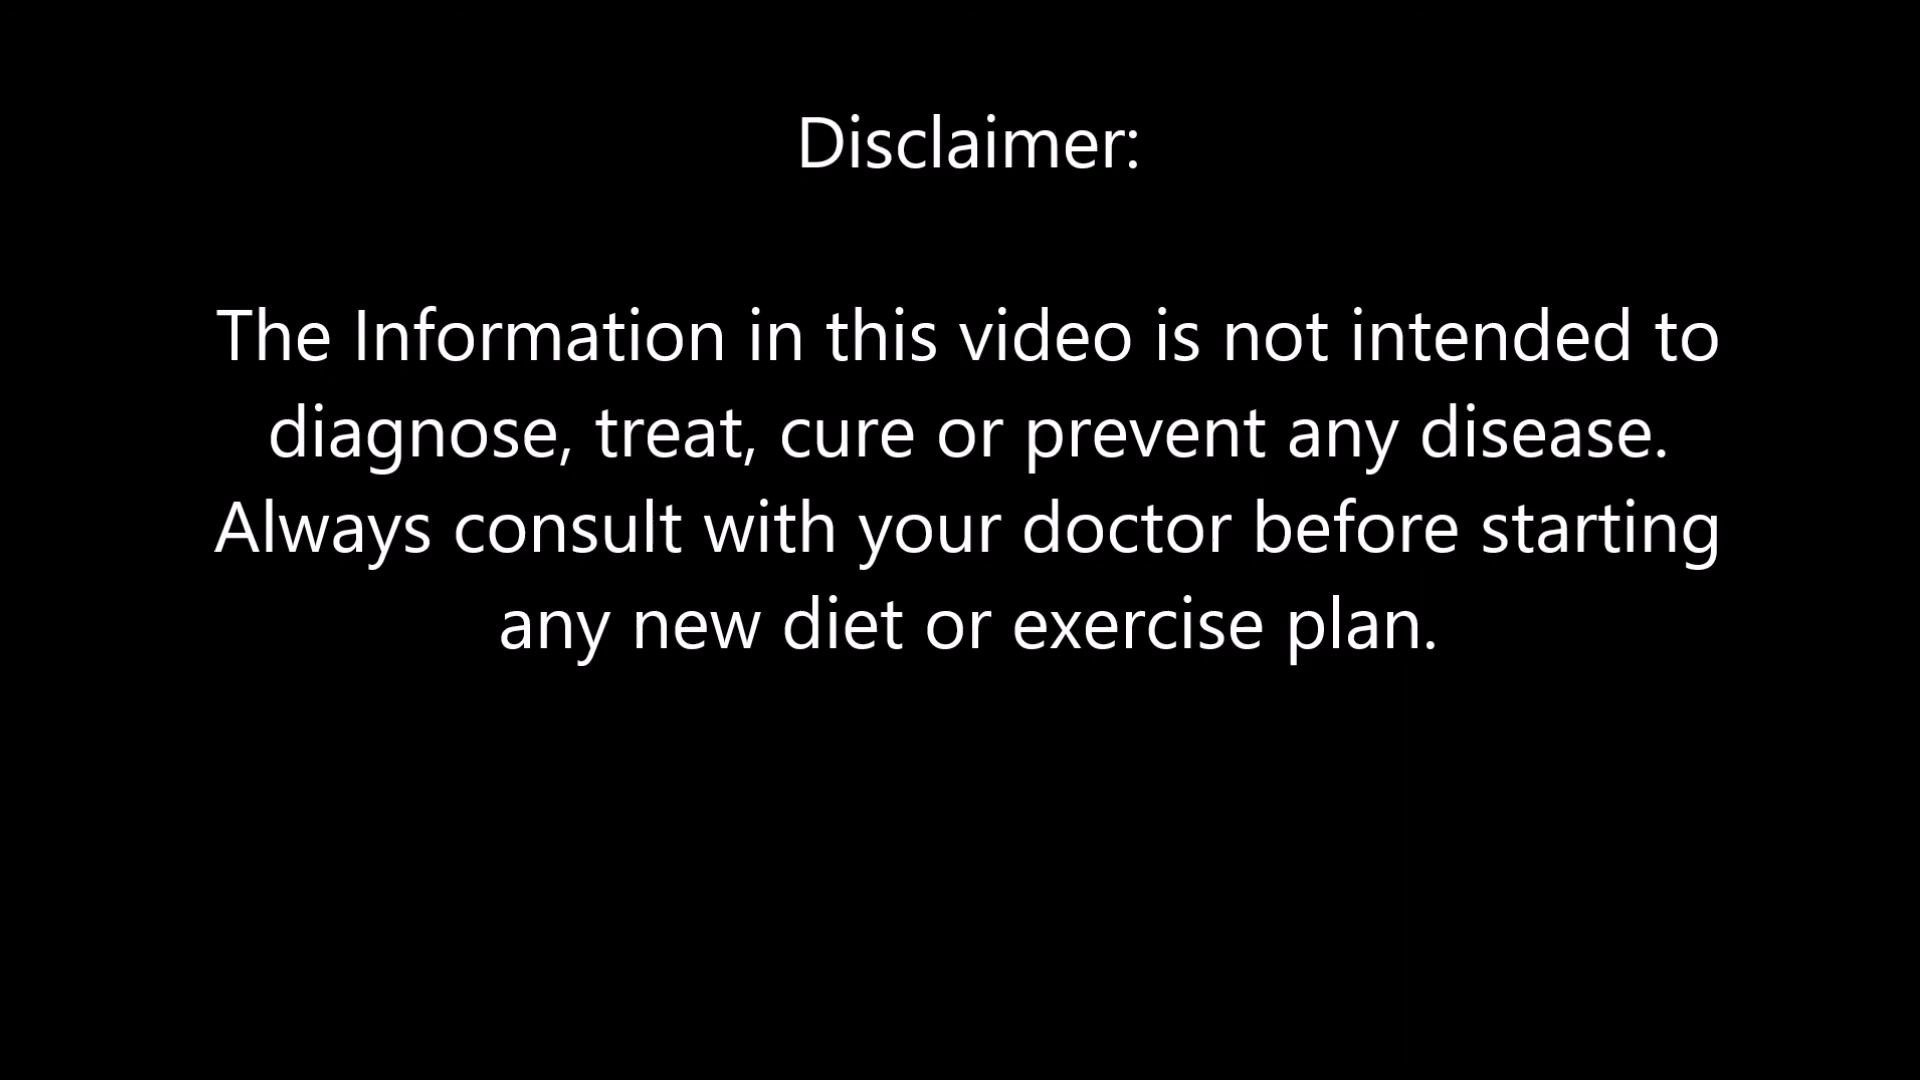 Disclaimer:
The Information in this video is not intended to
diagnose, treat, cure or prevent any disease.
Always consult with your doctor before starting
any new diet or exercise plan.